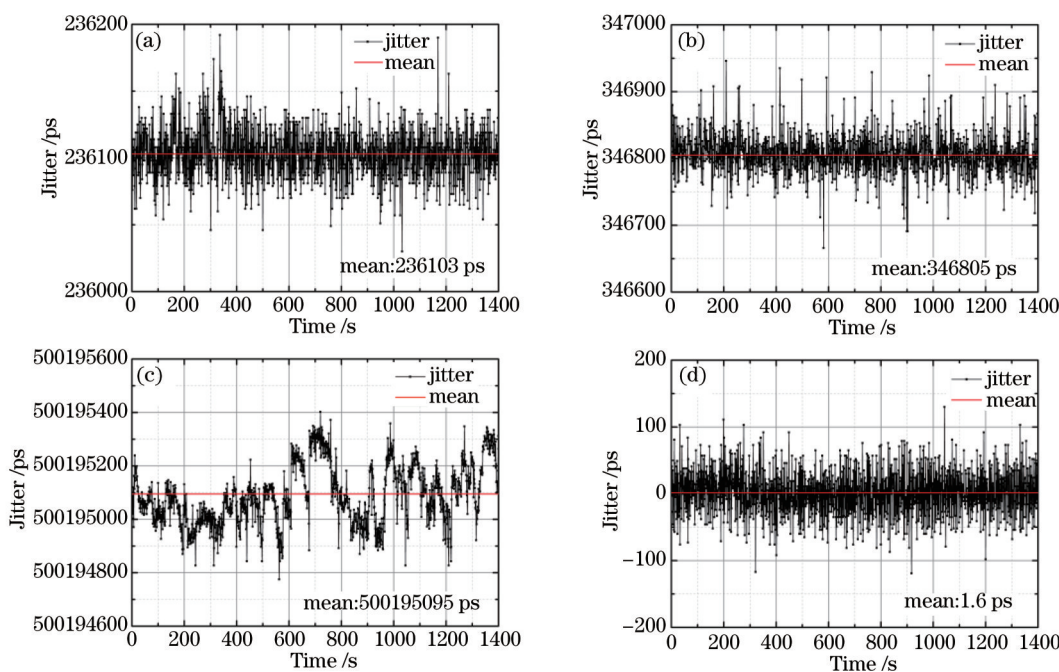 236200
236100
236000
Jitter /ps
(a)
jitter
mean
mean:236103 ps
0 200 400 600 800 1000 1200 1400
Time /s
347000
346900
346800
346700
346600
Jitter /ps
(b)
jitter
mean
mean:346805 ps
0 200 400 600 800 1000 1200 1400
Time /s
500195600
500195400
500195200
500195000
500194800
500194600
Jitter /ps
(c)
jitter
mean
mean:500195095 ps
0 200 400 600 800 1000 1200 1400
Time /s
200
100
0
−100
−200
Jitter /ps
(d)
jitter
mean
mean:1.6 ps
0 200 400 600 800 1000 1200 1400
Time /s